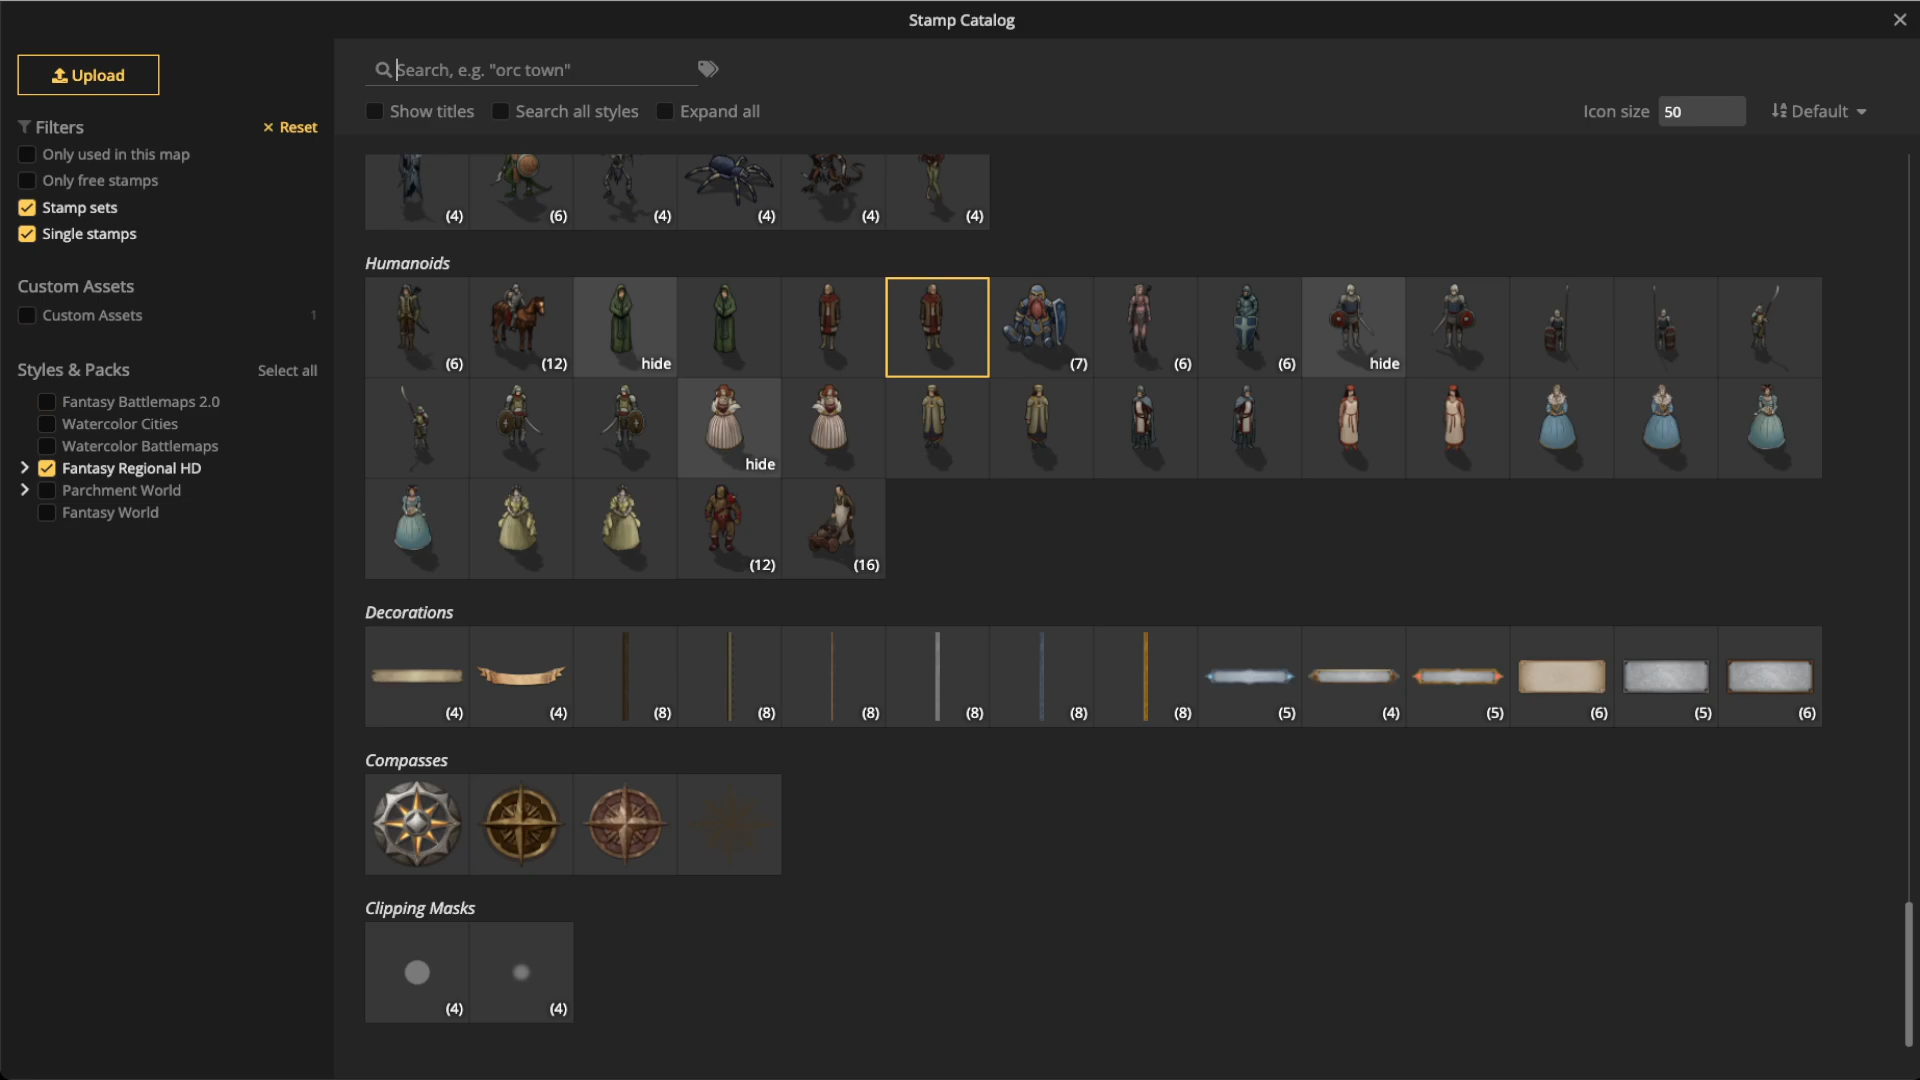 Stamp Catalog
Upload
Search, e.g. "orc town"
Show titles
Search all styles
Expand all
Icon size
50
Default
Filters
Reset
Only used in this map
Only free stamps
Stamp sets
Single stamps
Custom Assets
Custom Assets
1
Styles & Packs
Select all
Fantasy Battlemaps 2.0
Watercolor Cities
Watercolor Battlemaps
Fantasy Regional HD
Parchment World
Fantasy World
(4) (6) (4) (4) (4) (4)
Humanoids
(6) (12) hide (7) (6) (6) hide
hide
(12) (16)
Decorations
(4) (4) (8) (8) (8) (8) (8) (8) (5) (4) (5) (6) (5) (6)
Compasses
Clipping Masks
(4) (4)